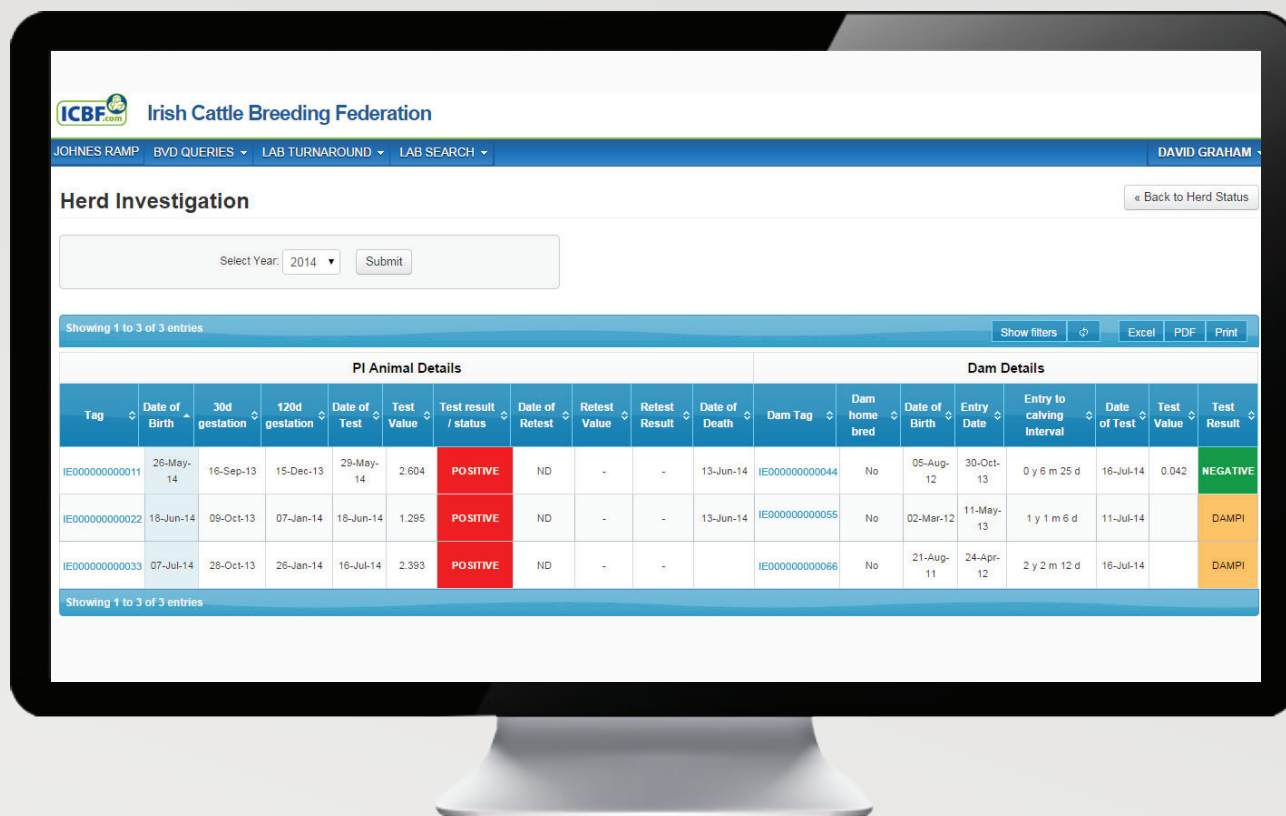 ICBF.com Irish Cattle Breeding Federation
JOHNES RAMP BVD QUERIES LAB TURNAROUND LAB SEARCH DAVID GRAHAM
Herd Investigation « Back to Herd Status
Select Year: 2014 Submit
Showing 1 to 3 of 3 entries Show filters Excel PDF Print
PI Animal Details Dam Details
Tag Date of Birth 30d gestation 120d gestation Date of Test Test Value Test result / status Date of Retest Retest Value Retest Result Date of Death Dam Tag Dam home bred Date of Birth Entry Date Entry to calving Interval Date of Test Test Value Test Result
IE000000000011 26-May-14 16-Sep-13 15-Dec-13 29-May-14 2.604 POSITIVE ND - - 13-Jun-14 IE000000000044 No 05-Aug-12 30-Oct-13 0 y 6 m 25 d 16-Jul-14 0.042 NEGATIVE
IE000000000022 18-Jun-14 09-Oct-13 07-Jan-14 18-Jun-14 1.295 POSITIVE ND - - 13-Jun-14 IE000000000055 No 02-Mar-12 11-May-13 1 y 1 m 6 d 11-Jul-14 DAMPI
IE000000000033 07-Jul-14 28-Oct-13 26-Jan-14 16-Jul-14 2.393 POSITIVE ND - - IE000000000066 No 21-Aug-11 24-Apr-12 2 y 2 m 12 d 16-Jul-14 DAMPI
Showing 1 to 3 of 3 entries